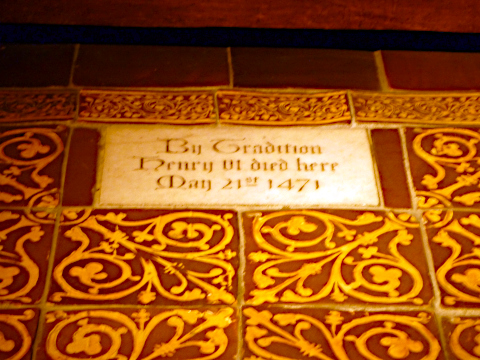 By Tradition
Henry VI died here
May 21st 1471